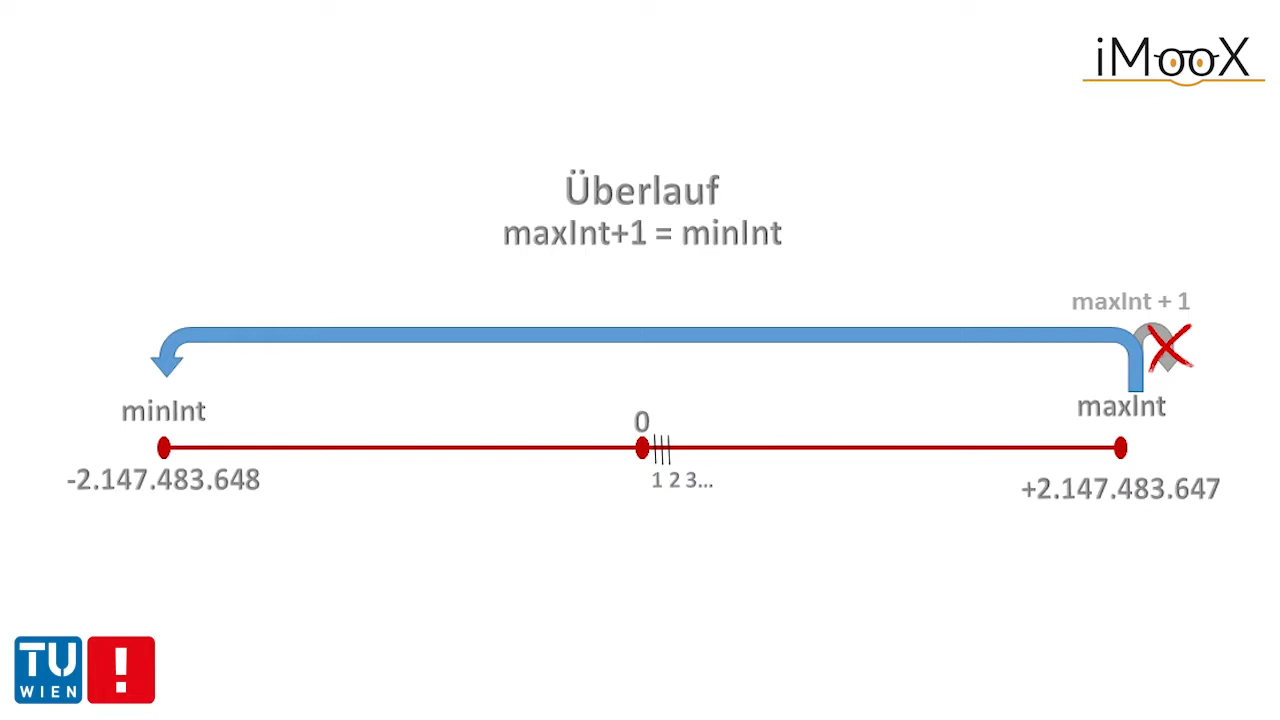 iMooX
Überlauf
maxInt+1 = minInt
maxInt + 1
minInt
0
maxInt
1 2 3...
-2.147.483.648
+2.147.483.647
TU
WIEN
!